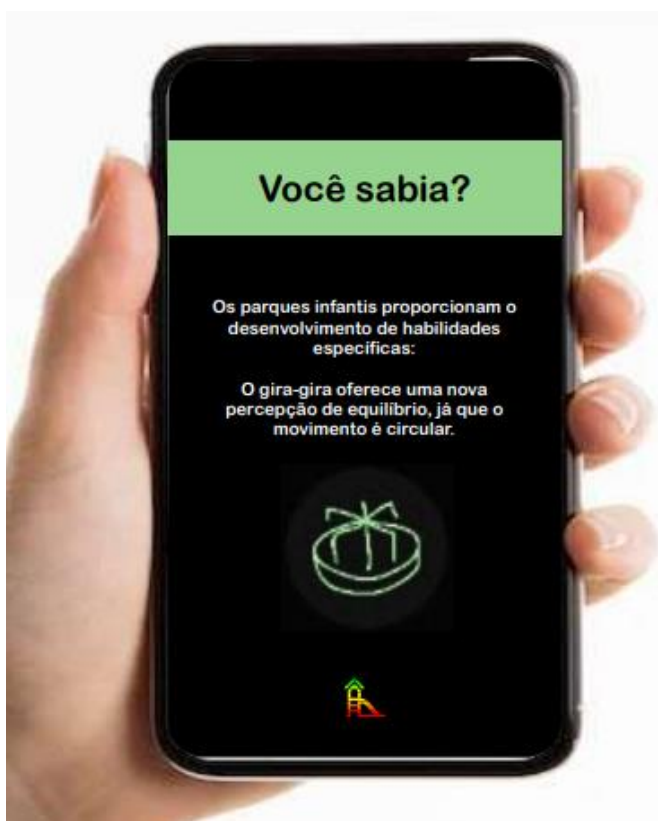 Você sabia?
Os parques infantis proporcionam o
desenvolvimento de habilidades
específicas:
O gira-gira oferece uma nova
percepção de equilíbrio, já que o
movimento é circular.